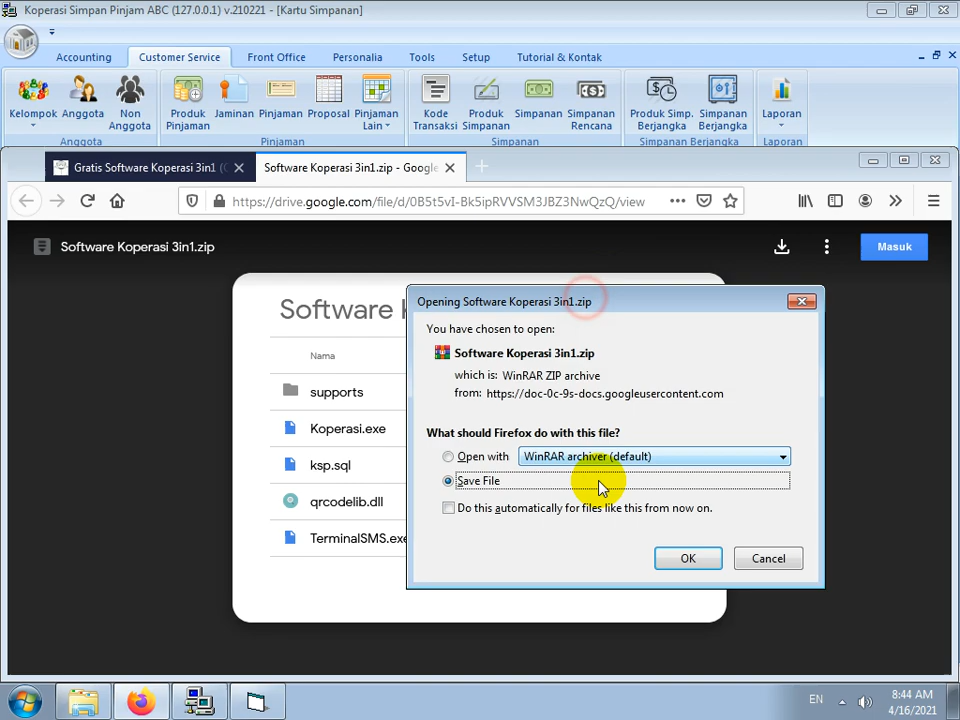 Koperasi Simpan Pinjam ABC (127.0.0.1) v.210221 - [Kartu Simpanan]
Accounting Customer Service Front Office Personalia Tools Setup Tutorial & Kontak
Kelompok Anggota Non Anggota Produk Pinjaman Jaminan Pinjaman Proposal Pinjaman Lain Kode Transaksi Produk Simpanan Simpanan Simpanan Rencana Produk Simp. Berjangka Simpanan Berjangka Laporan
Anggota Pinjaman Simpanan Simpanan Berjangka Laporan
Gratis Software Koperasi 3in1 ( Software Koperasi 3in1.zip - Google
https://drive.google.com/file/d/0B5t5vI-Bk5ipRVVSM3JBZ3NwQzQ/view
Software Koperasi 3in1.zip
Masuk
Software
Nama
supports
Koperasi.exe
ksp.sql
qrcodelib.dll
TerminalSMS.exe
Opening Software Koperasi 3in1.zip
You have chosen to open:
Software Koperasi 3in1.zip
which is: WinRAR ZIP archive
from: https://doc-0c-9s-docs.googleusercontent.com
What should Firefox do with this file?
Open with WinRAR archiver (default)
Save File
Do this automatically for files like this from now on.
OK Cancel
EN
8:44 AM
4/16/2021